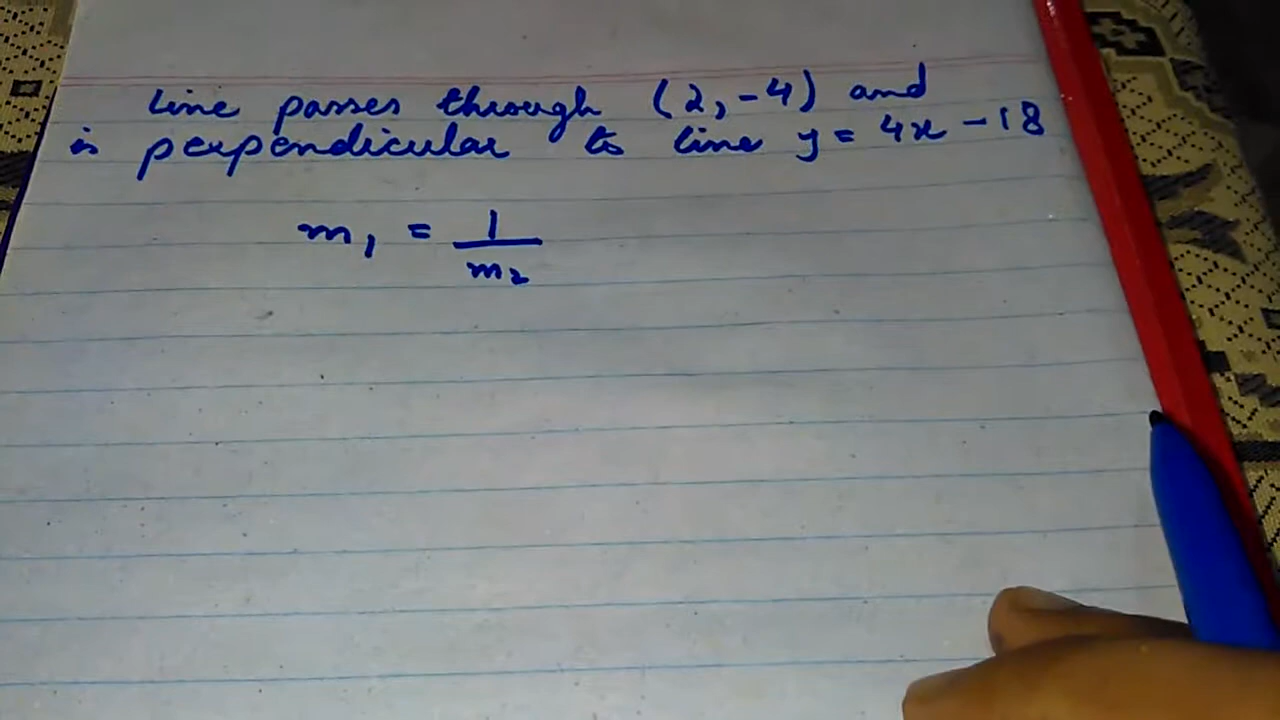 Line passes through (2, -4) and
is perpendicular to line y = 4x - 18
m₁ = 1/m₂